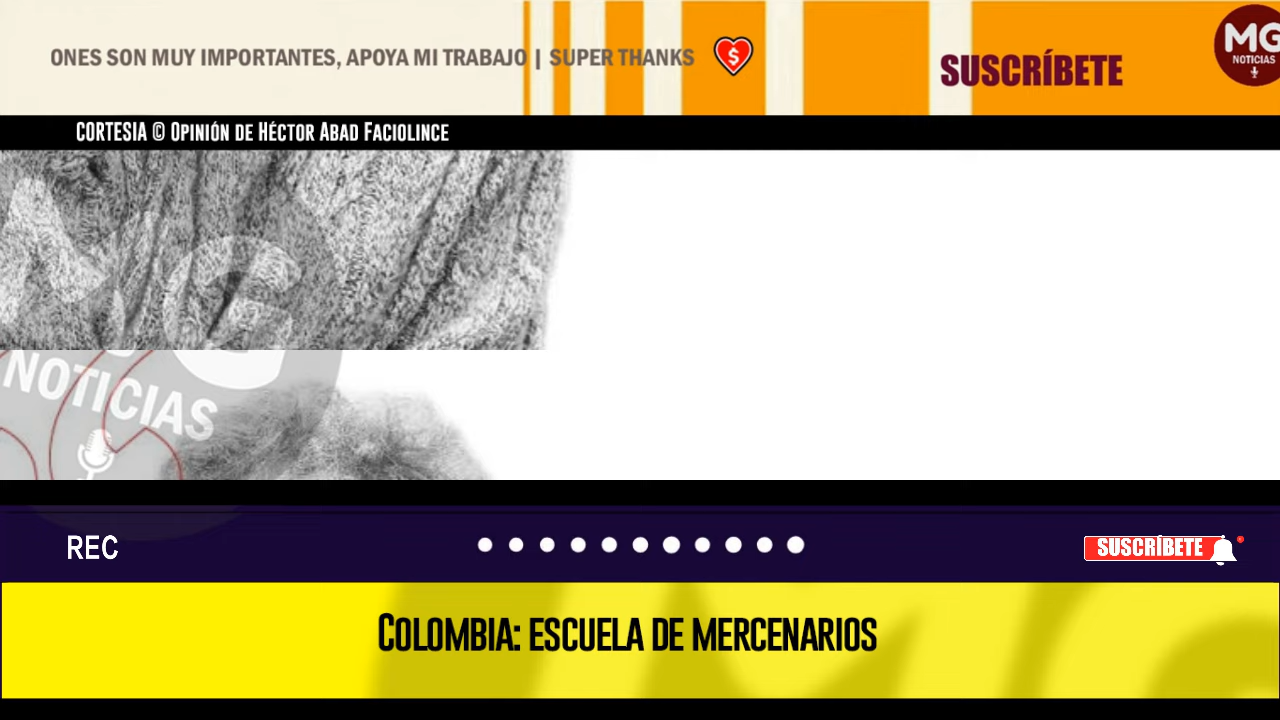 ONES SON MUY IMPORTANTES, APOYA MI TRABAJO | SUPER THANKS
$
SUSCRÍBETE
MG
NOTICIAS
CORTESIA © OPINIÓN DE HÉCTOR ABAD FACIOLINCE
MG
NOTICIAS
REC
SUSCRÍBETE
COLOMBIA: ESCUELA DE MERCENARIOS